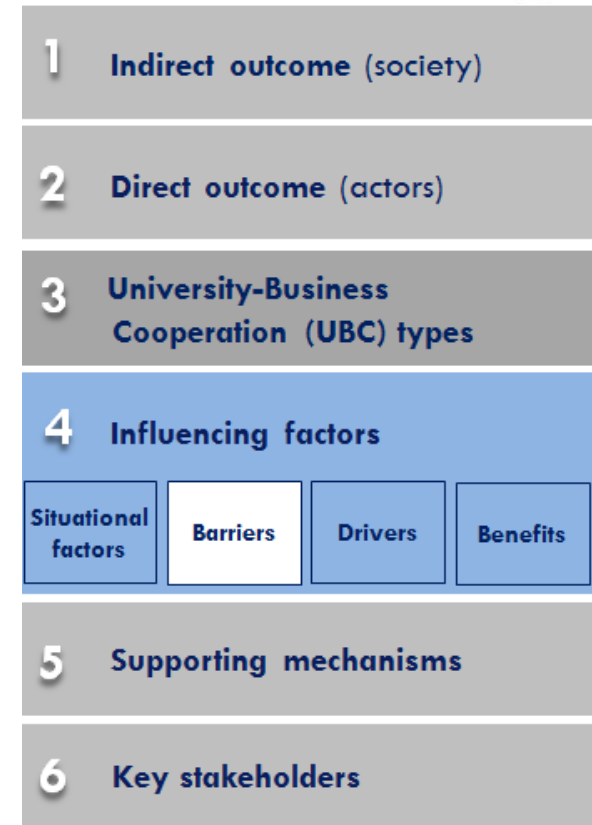 1 Indirect outcome (society)
2 Direct outcome (actors)
3 University-Business
Cooperation (UBC) types
4 Influencing factors
Situational
factors
Barriers
Drivers
Benefits
5 Supporting mechanisms
6 Key stakeholders